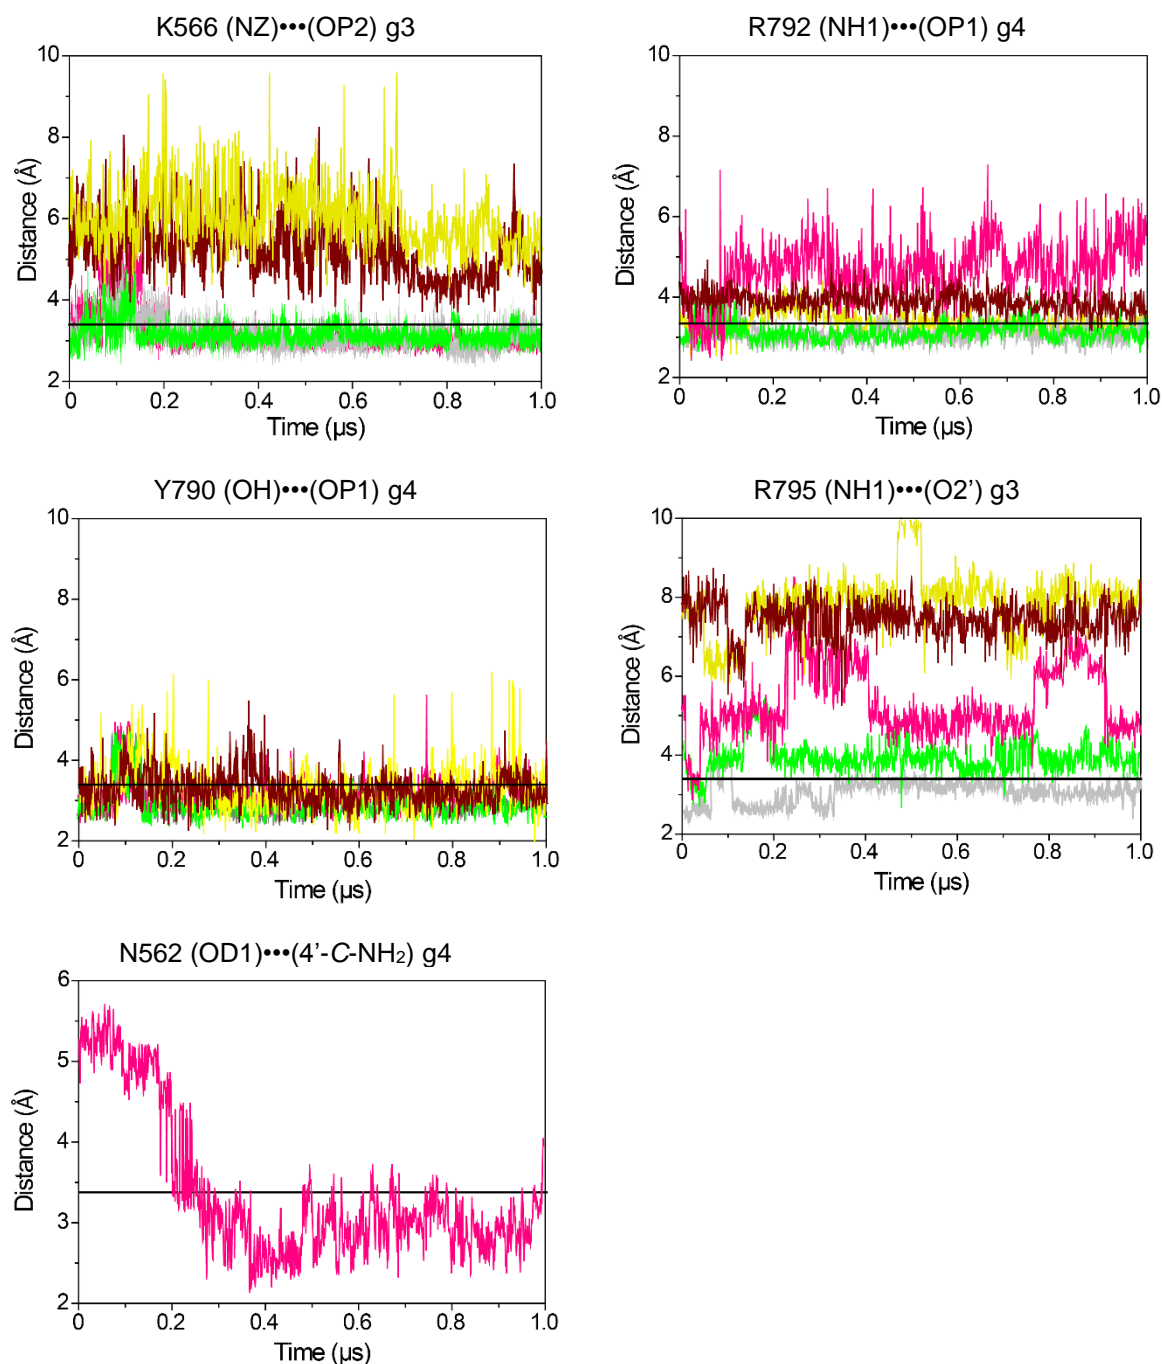 K566 (NZ)•••(OP2) g3
10
8
6
4
2
Distance (Å)
0 0.2 0.4 0.6 0.8 1.0
Time (µs)
R792 (NH1)•••(OP1) g4
10
8
6
4
2
Distance (Å)
0 0.2 0.4 0.6 0.8 1.0
Time (µs)
Y790 (OH)•••(OP1) g4
10
8
6
4
2
Distance (Å)
0 0.2 0.4 0.6 0.8 1.0
Time (µs)
R795 (NH1)•••(O2’) g3
10
8
6
4
2
Distance (Å)
0 0.2 0.4 0.6 0.8 1.0
Time (µs)
N562 (OD1)•••(4’-C-NH₂) g4
6
5
4
3
2
Distance (Å)
0 0.2 0.4 0.6 0.8 1.0
Time (µs)